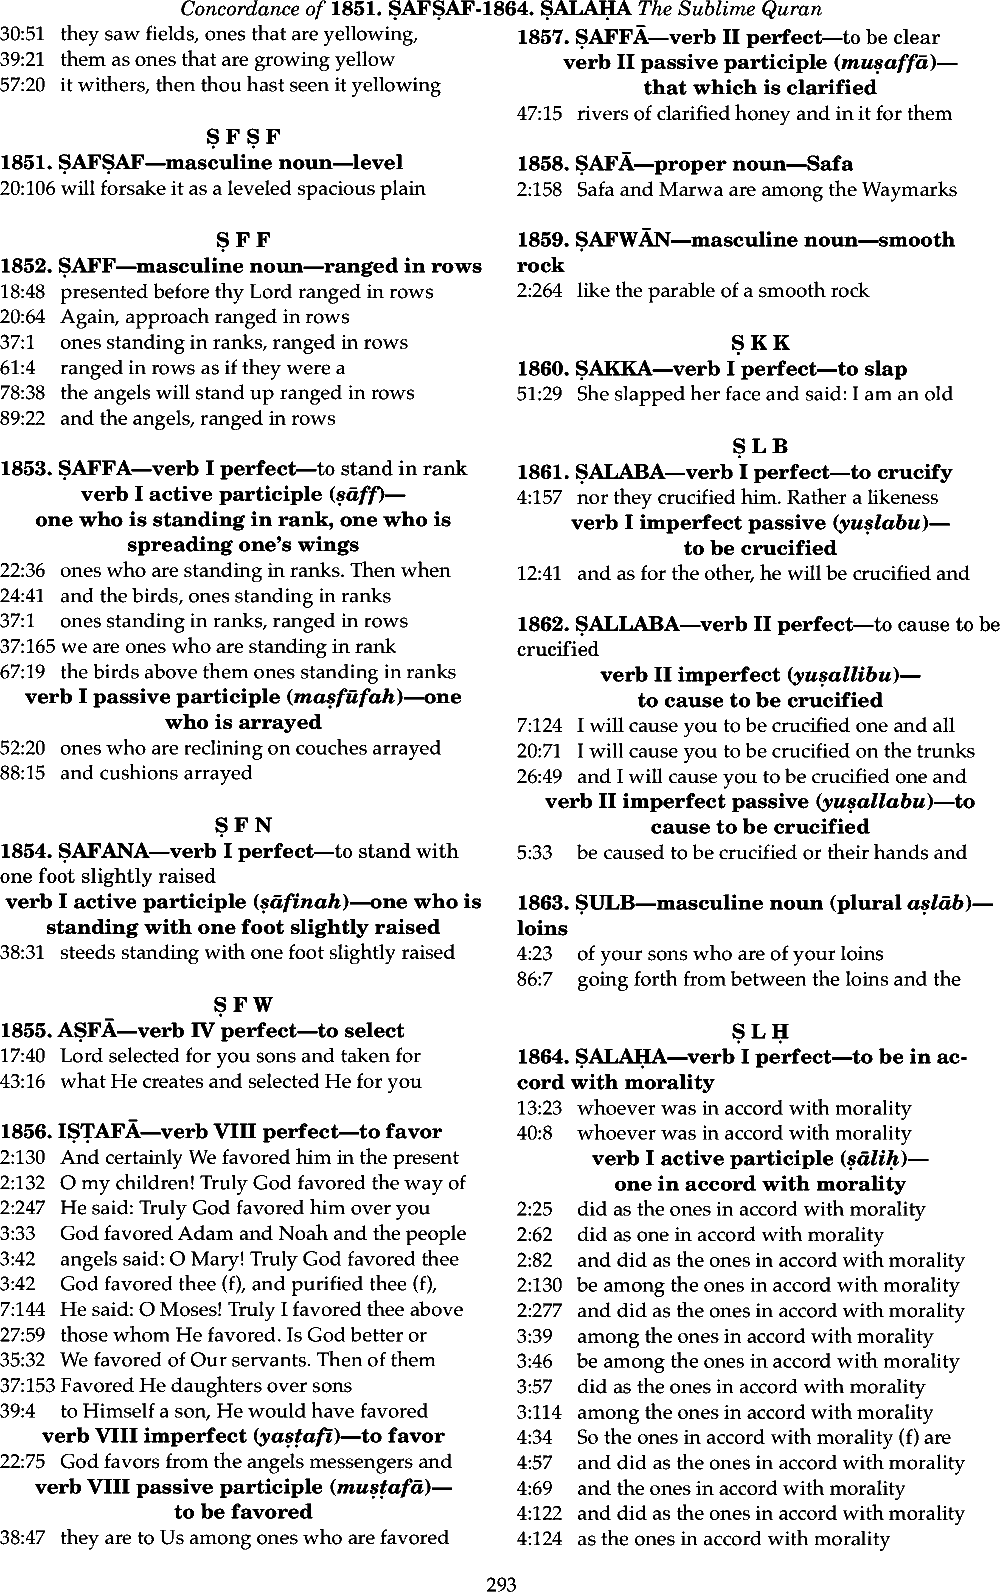 Concordance of 1851. ṢAFṢAF-1864. ṢALAḤA The Sublime Quran
30:51 they saw fields, ones that are yellowing,
39:21 them as ones that are growing yellow
57:20 it withers, then thou hast seen it yellowing
Ṣ F Ṣ F
1851. ṢAFṢAF—masculine noun—level
20:106 will forsake it as a leveled spacious plain
Ṣ F F
1852. ṢAFF—masculine noun—ranged in rows
18:48 presented before thy Lord ranged in rows
20:64 Again, approach ranged in rows
37:1 ones standing in ranks, ranged in rows
61:4 ranged in rows as if they were a
78:38 the angels will stand up ranged in rows
89:22 and the angels, ranged in rows
1853. ṢAFFA—verb I perfect—to stand in rank
verb I active participle (ṣāff)—
one who is standing in rank, one who is
spreading one's wings
22:36 ones who are standing in ranks. Then when
24:41 and the birds, ones standing in ranks
37:1 ones standing in ranks, ranged in rows
37:165 we are ones who are standing in rank
67:19 the birds above them ones standing in ranks
verb I passive participle (maṣfūfah)—one
who is arrayed
52:20 ones who are reclining on couches arrayed
88:15 and cushions arrayed
Ṣ F N
1854. ṢAFANA—verb I perfect—to stand with
one foot slightly raised
verb I active participle (ṣāfinah)—one who is
standing with one foot slightly raised
38:31 steeds standing with one foot slightly raised
Ṣ F W
1855. AṢFĀ—verb IV perfect—to select
17:40 Lord selected for you sons and taken for
43:16 what He creates and selected He for you
1856. IṢṬAFĀ—verb VIII perfect—to favor
2:130 And certainly We favored him in the present
2:132 O my children! Truly God favored the way of
2:247 He said: Truly God favored him over you
3:33 God favored Adam and Noah and the people
3:42 angels said: O Mary! Truly God favored thee
3:42 God favored thee (f), and purified thee (f),
7:144 He said: O Moses! Truly I favored thee above
27:59 those whom He favored. Is God better or
35:32 We favored of Our servants. Then of them
37:153 Favored He daughters over sons
39:4 to Himself a son, He would have favored
verb VIII imperfect (yaṣṭafī)—to favor
22:75 God favors from the angels messengers and
verb VIII passive participle (muṣṭafā)—
to be favored
38:47 they are to Us among ones who are favored
1857. ṢAFFĀ—verb II perfect—to be clear
verb II passive participle (muṣaffā)—
that which is clarified
47:15 rivers of clarified honey and in it for them
1858. ṢAFĀ—proper noun—Safa
2:158 Safa and Marwa are among the Waymarks
1859. ṢAFWĀN—masculine noun—smooth
rock
2:264 like the parable of a smooth rock
Ṣ K K
1860. ṢAKKA—verb I perfect—to slap
51:29 She slapped her face and said: I am an old
Ṣ L B
1861. ṢALABA—verb I perfect—to crucify
4:157 nor they crucified him. Rather a likeness
verb I imperfect passive (yuṣlabu)—
to be crucified
12:41 and as for the other, he will be crucified and
1862. ṢALLABA—verb II perfect—to cause to be
crucified
verb II imperfect (yuṣallibu)—
to cause to be crucified
7:124 I will cause you to be crucified one and all
20:71 I will cause you to be crucified on the trunks
26:49 and I will cause you to be crucified one and
verb II imperfect passive (yuṣallabu)—to
cause to be crucified
5:33 be caused to be crucified or their hands and
1863. ṢULB—masculine noun (plural aṣlāb)—
loins
4:23 of your sons who are of your loins
86:7 going forth from between the loins and the
Ṣ L Ḥ
1864. ṢALAḤA—verb I perfect—to be in ac-
cord with morality
13:23 whoever was in accord with morality
40:8 whoever was in accord with morality
verb I active participle (ṣāliḥ)—
one in accord with morality
2:25 did as the ones in accord with morality
2:62 did as one in accord with morality
2:82 and did as the ones in accord with morality
2:130 be among the ones in accord with morality
2:277 and did as the ones in accord with morality
3:39 among the ones in accord with morality
3:46 be among the ones in accord with morality
3:57 did as the ones in accord with morality
3:114 among the ones in accord with morality
4:34 So the ones in accord with morality (f) are
4:57 and did as the ones in accord with morality
4:69 and the ones in accord with morality
4:122 and did as the ones in accord with morality
4:124 as the ones in accord with morality
293